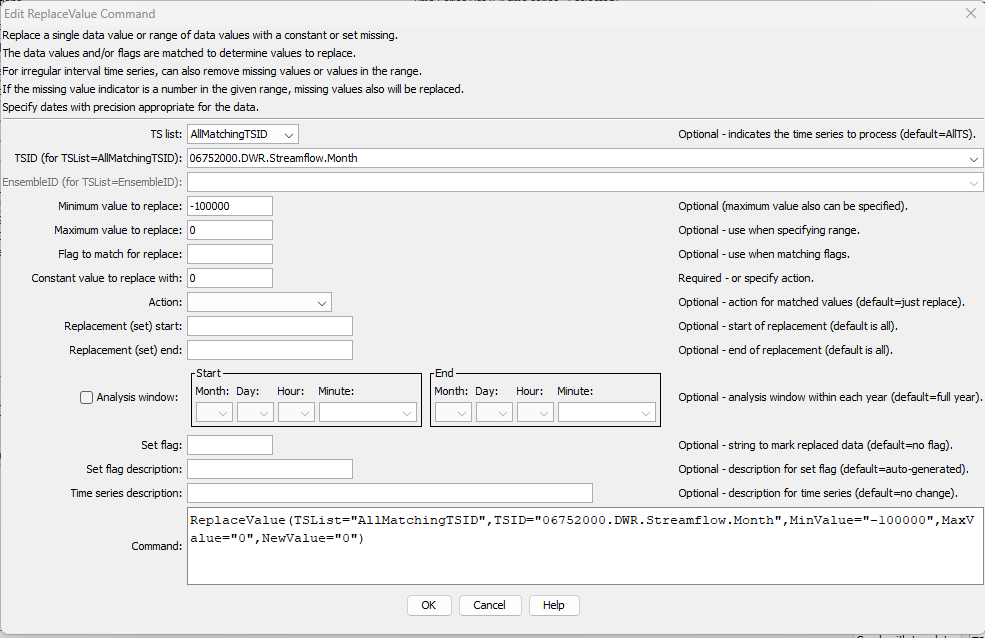 Edit ReplaceValue Command
Replace a single data value or range of data values with a constant or set missing.
The data values and/or flags are matched to determine values to replace.
For irregular interval time series, can also remove missing values or values in the range.
If the missing value indicator is a number in the given range, missing values also will be replaced.
Specify dates with precision appropriate for the data.
TS list: AllMatchingTSID Optional - indicates the time series to process (default=AllTS).
TSID (for TSList=AllMatchingTSID): 06752000.DWR.Streamflow.Month
EnsembleID (for TSList=EnsembleID):
Minimum value to replace: -100000 Optional (maximum value also can be specified).
Maximum value to replace: 0 Optional - use when specifying range.
Flag to match for replace: Optional - use when matching flags.
Constant value to replace with: 0 Required - or specify action.
Action: Optional - action for matched values (default=just replace).
Replacement (set) start: Optional - start of replacement (default is all).
Replacement (set) end: Optional - end of replacement (default is all).
Start End
Month: Day: Hour: Minute: Month: Day: Hour: Minute:
Analysis window: Optional - analysis window within each year (default=full year).
Set flag: Optional - string to mark replaced data (default=no flag).
Set flag description: Optional - description for set flag (default=auto-generated).
Time series description: Optional - description for time series (default=no change).
Command: ReplaceValue(TSList="AllMatchingTSID",TSID="06752000.DWR.Streamflow.Month",MinValue="-100000",MaxV
alue="0",NewValue="0")
OK Cancel Help